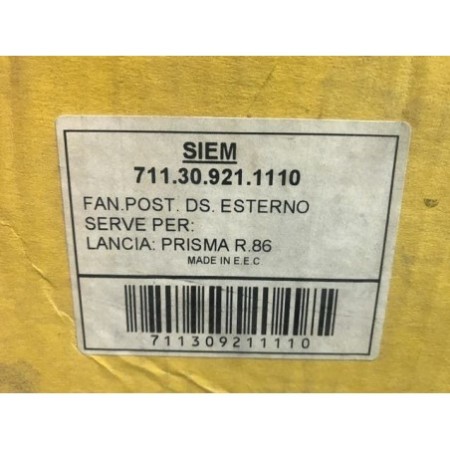 SIEM
711.30.921.1110
FAN.POST. DS. ESTERNO
SERVE PER:
LANCIA: PRISMA R.86
MADE IN E.E.C
711309211110